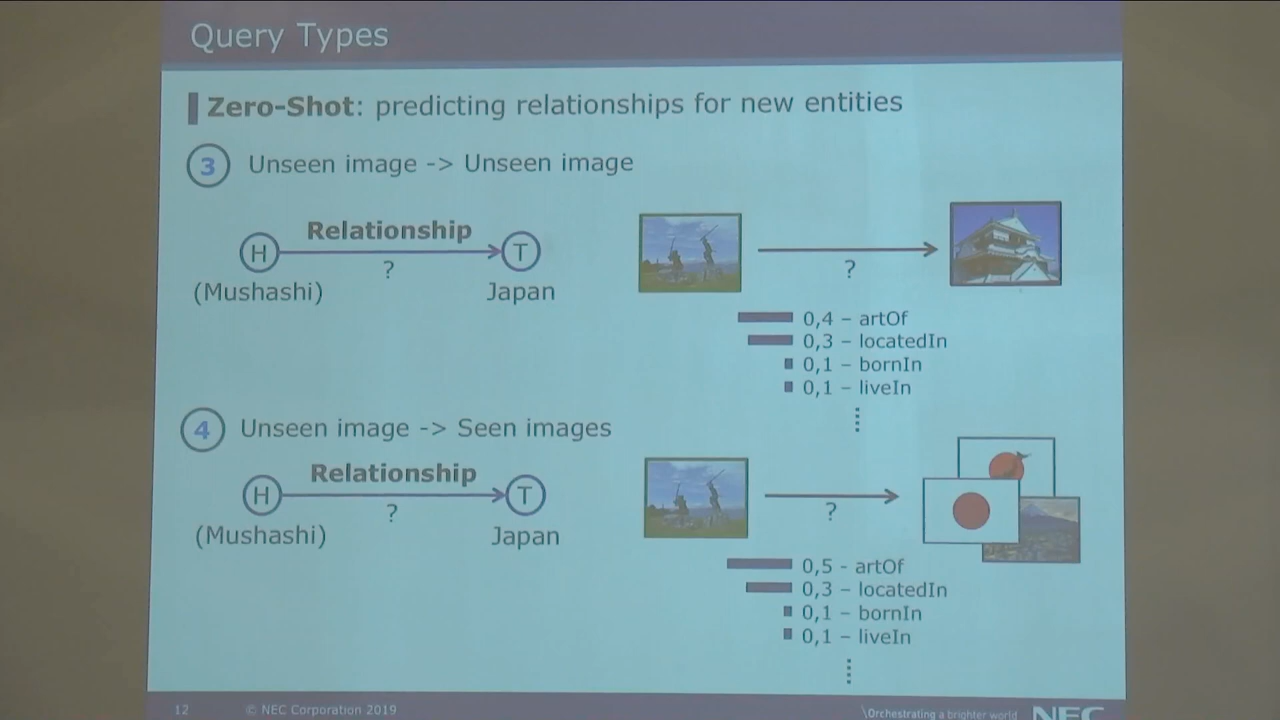 Query Types
Zero-Shot: predicting relationships for new entities
3 Unseen image -> Unseen image
Relationship
H T
?
(Mushashi) Japan
?
0,4 – artOf
0,3 – locatedIn
0,1 – bornIn
0,1 – liveIn
4 Unseen image -> Seen images
Relationship
H T
?
(Mushashi) Japan
?
0,5 - artOf
0,3 – locatedIn
0,1 – bornIn
0,1 – liveIn
12 © NEC Corporation 2019 \Orchestrating a brighter world NEC